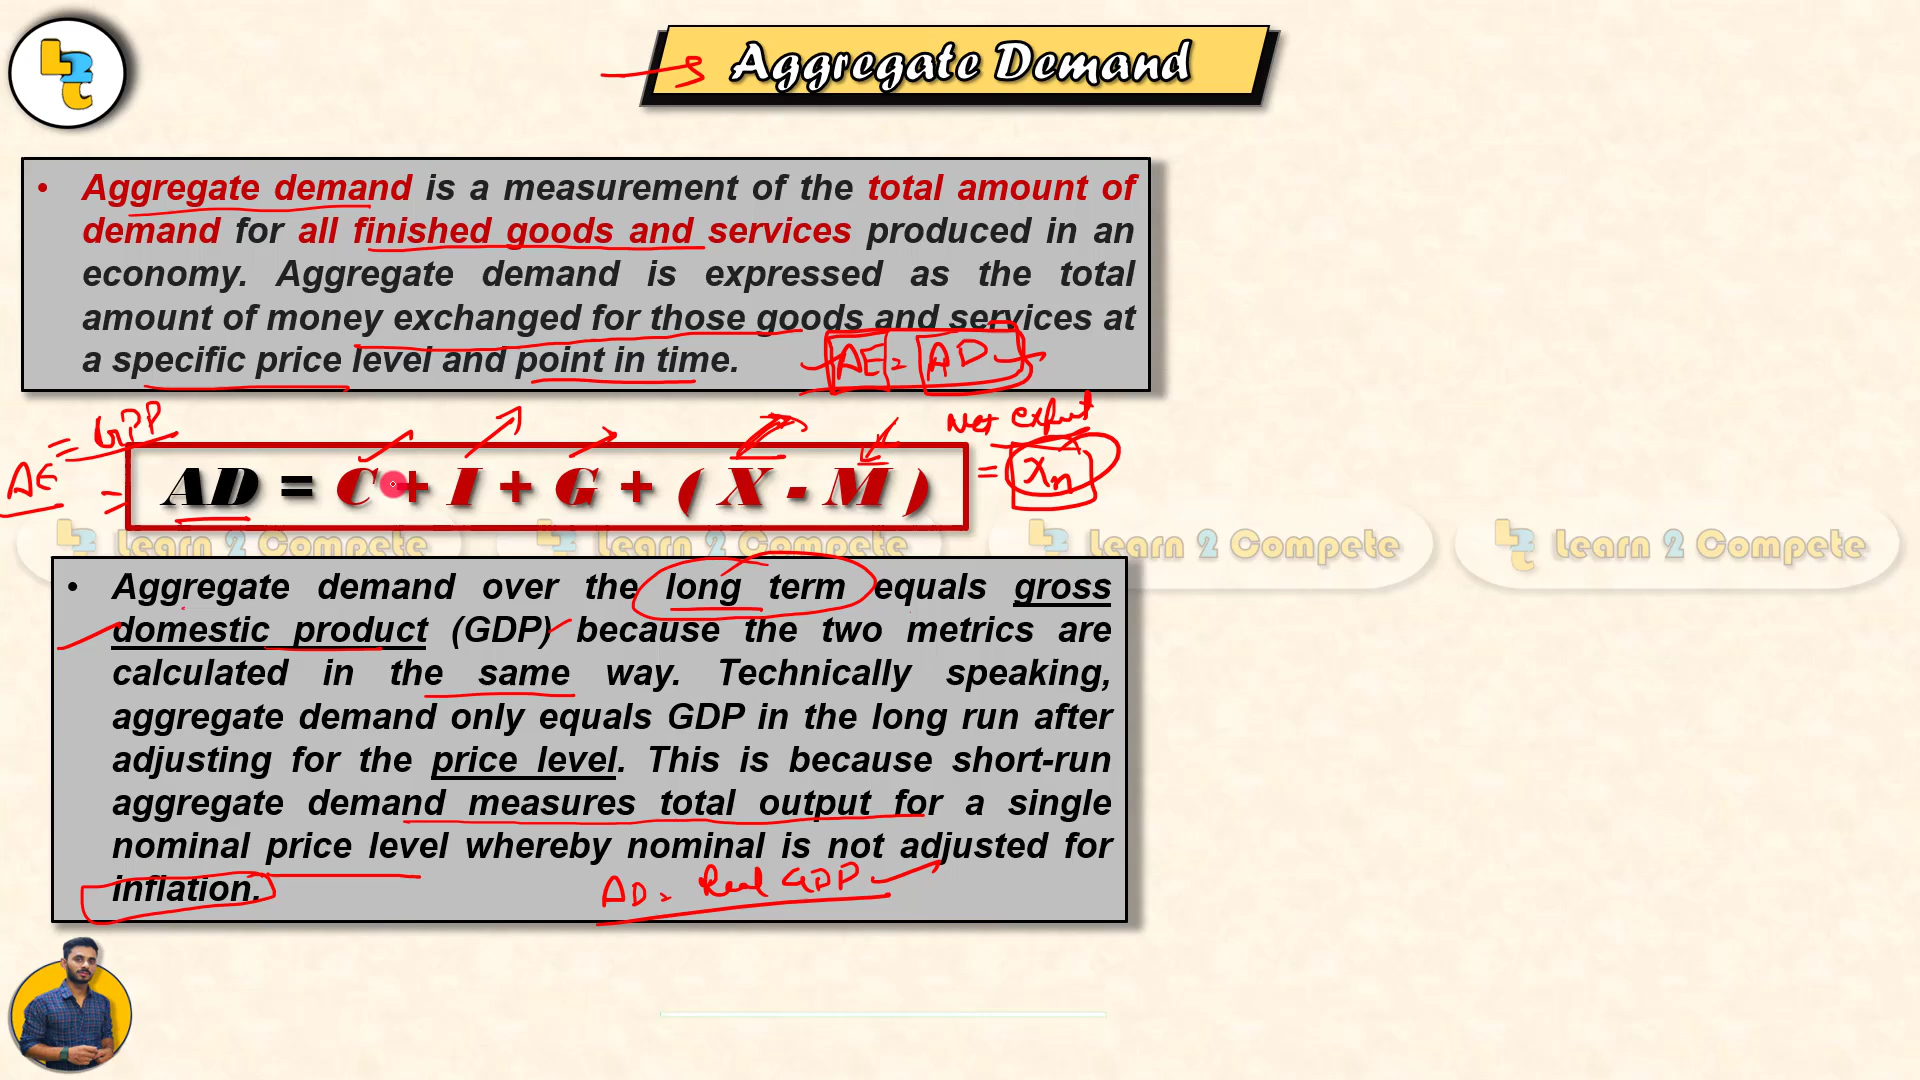 Aggregate Demand
• Aggregate demand is a measurement of the total amount of
demand for all finished goods and services produced in an
economy. Aggregate demand is expressed as the total
amount of money exchanged for those goods and services at
a specific price level and point in time.
AE = AD
= GDP
Net Export
AE =
AD = C + I + G + ( X - M )
= Xn
Learn 2 Compete Learn 2 Compete Learn 2 Compete Learn 2 Compete
• Aggregate demand over the long term equals gross
domestic product (GDP) because the two metrics are
calculated in the same way. Technically speaking,
aggregate demand only equals GDP in the long run after
adjusting for the price level. This is because short-run
aggregate demand measures total output for a single
nominal price level whereby nominal is not adjusted for
inflation.
AD = Real GDP